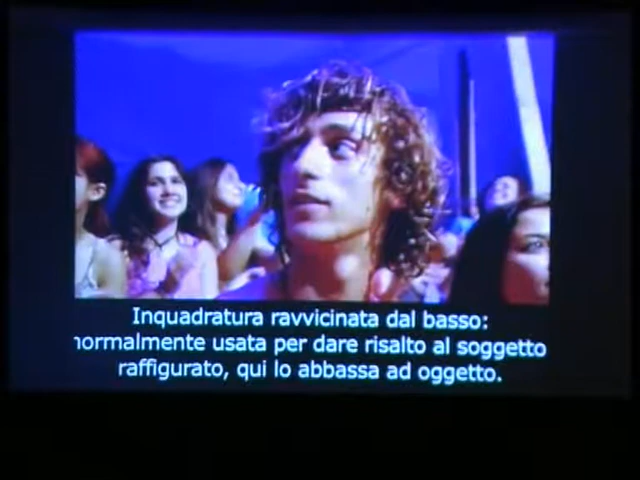 Inquadratura ravvicinata dal basso:
normalmente usata per dare risalto al soggetto
raffigurato, qui lo abbassa ad oggetto.